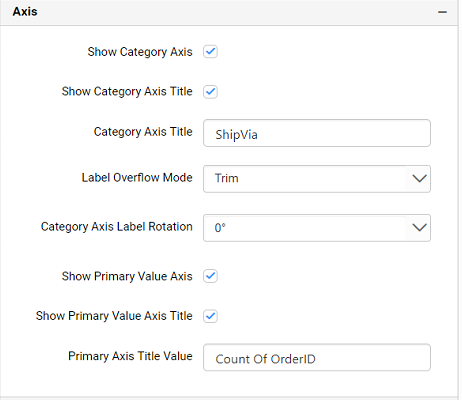 Axis
Show Category Axis
Show Category Axis Title
Category Axis Title ShipVia
Label Overflow Mode Trim
Category Axis Label Rotation 0°
Show Primary Value Axis
Show Primary Value Axis Title
Primary Axis Title Value Count Of OrderID